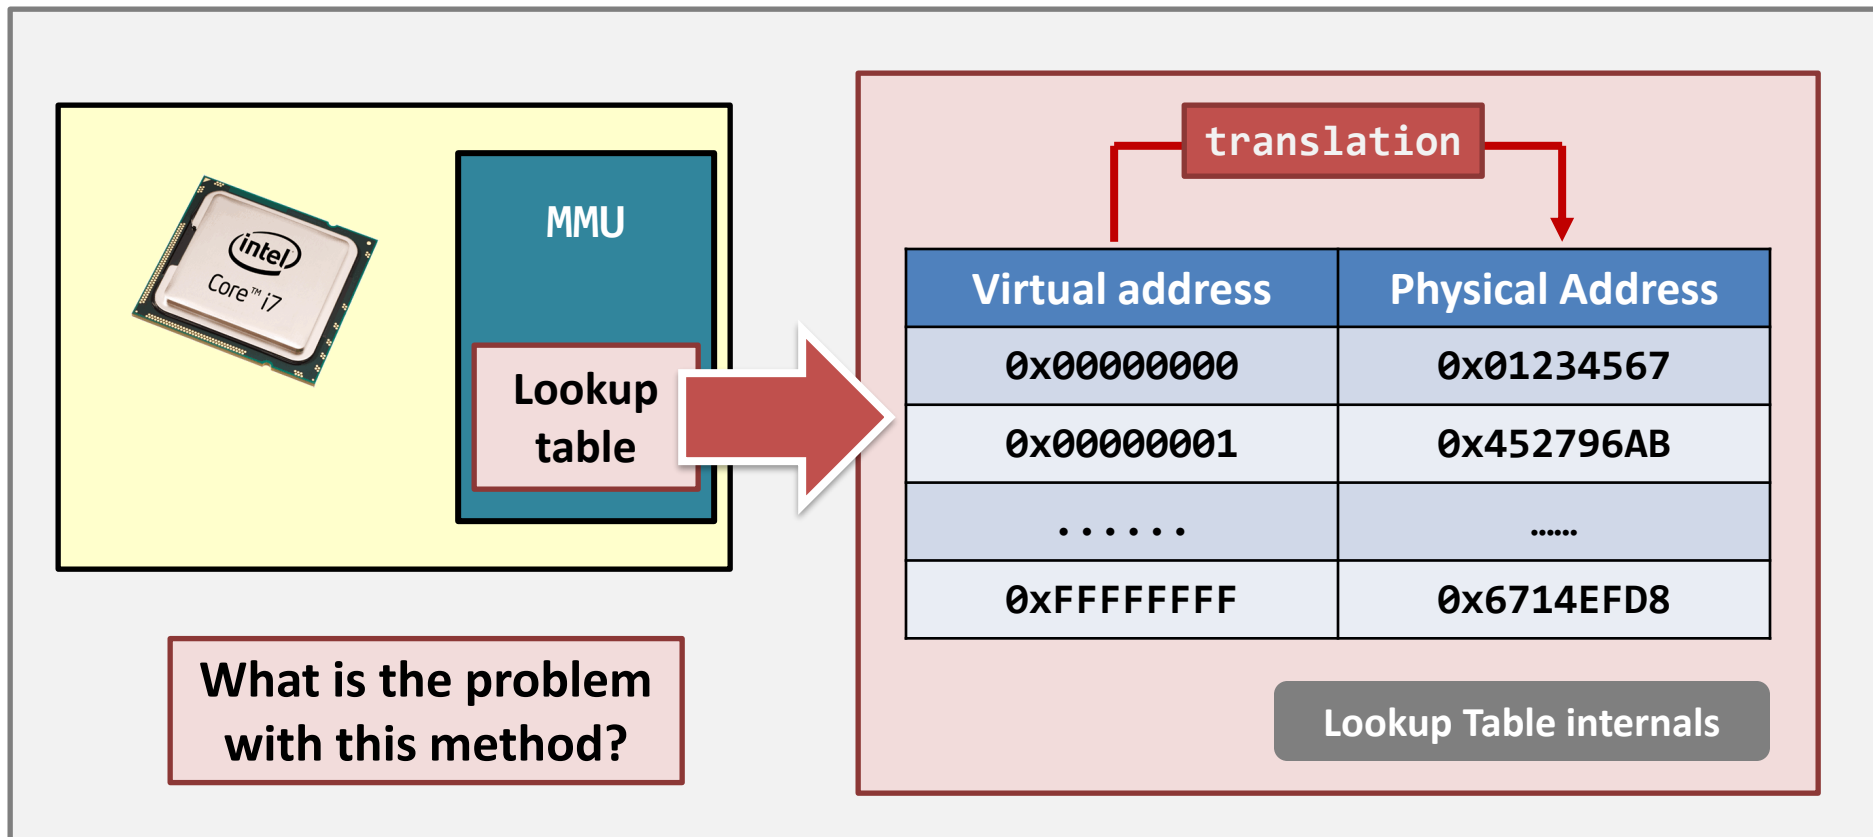 intel
Core™ i7
MMU
Lookup
table
What is the problem
with this method?
translation
Virtual address Physical Address
0x00000000 0x01234567
0x00000001 0x452796AB
...... ......
0xFFFFFFFF 0x6714EFD8
Lookup Table internals